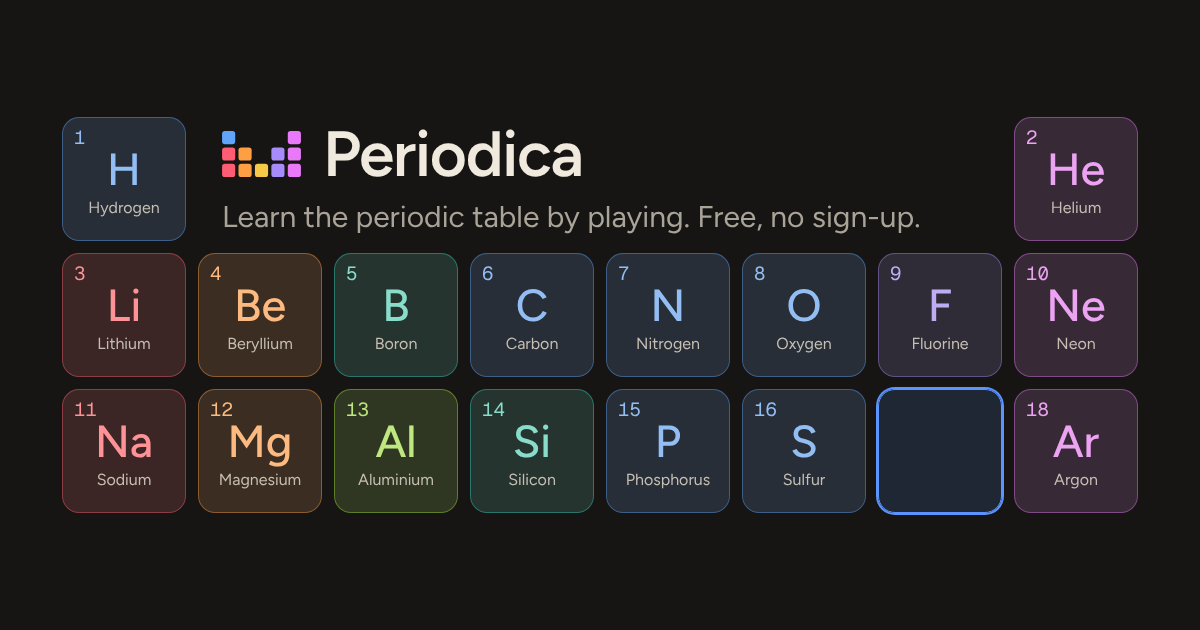 1
H
Hydrogen
Periodica
Learn the periodic table by playing. Free, no sign-up.
2
He
Helium
3
Li
Lithium
4
Be
Beryllium
5
B
Boron
6
C
Carbon
7
N
Nitrogen
8
O
Oxygen
9
F
Fluorine
10
Ne
Neon
11
Na
Sodium
12
Mg
Magnesium
13
Al
Aluminium
14
Si
Silicon
15
P
Phosphorus
16
S
Sulfur
18
Ar
Argon